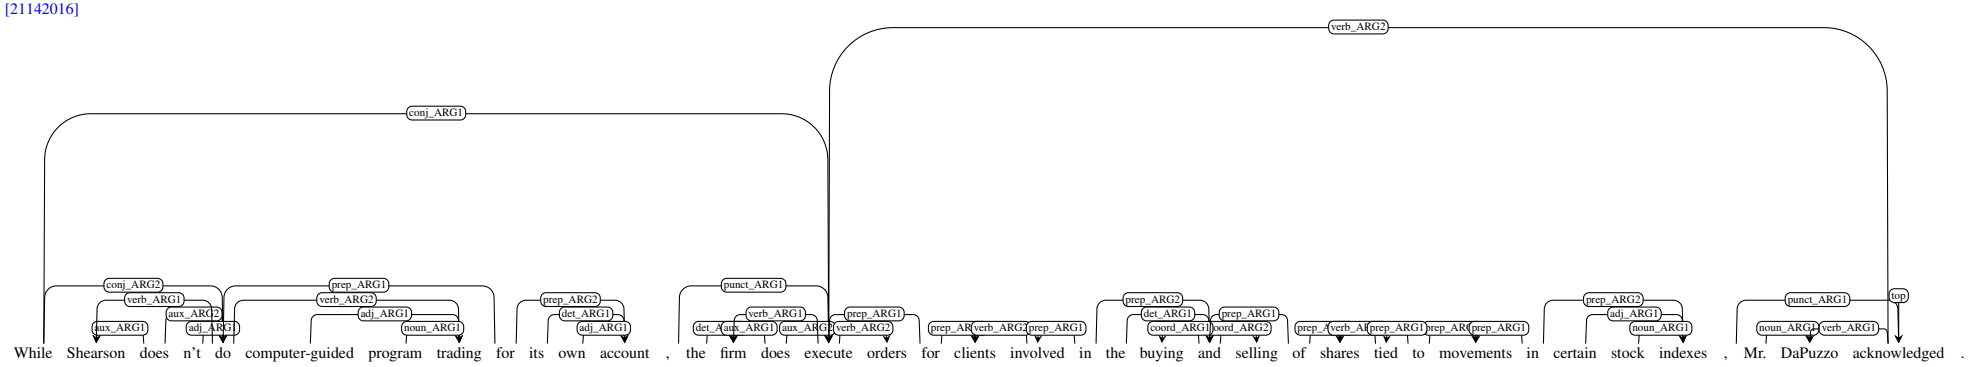 [21142016]
verb_ARG2
conj_ARG1
conj_ARG2 prep_ARG1 punct_ARG1
verb_ARG1 verb_ARG2 prep_ARG2 prep_ARG2 prep_ARG2 punct_ARG1 top
aux_ARG2 adj_ARG1 det_ARG1 verb_ARG1 prep_ARG1 det_ARG1 prep_ARG1 adj_ARG1
aux_ARG1 adj_ARG1 noun_ARG1 adj_ARG1 aux_ARG1 verb_ARG2 verb_ARG2 prep_ARG1 coord_ARG1 prep_ARG1 prep_ARG1 noun_ARG1 noun_ARG1 verb_ARG1
While Shearson does n't do computer-guided program trading for its own account , the firm does execute orders for clients involved in the buying and selling of shares tied to movements in certain stock indexes , Mr. DaPuzzo acknowledged .